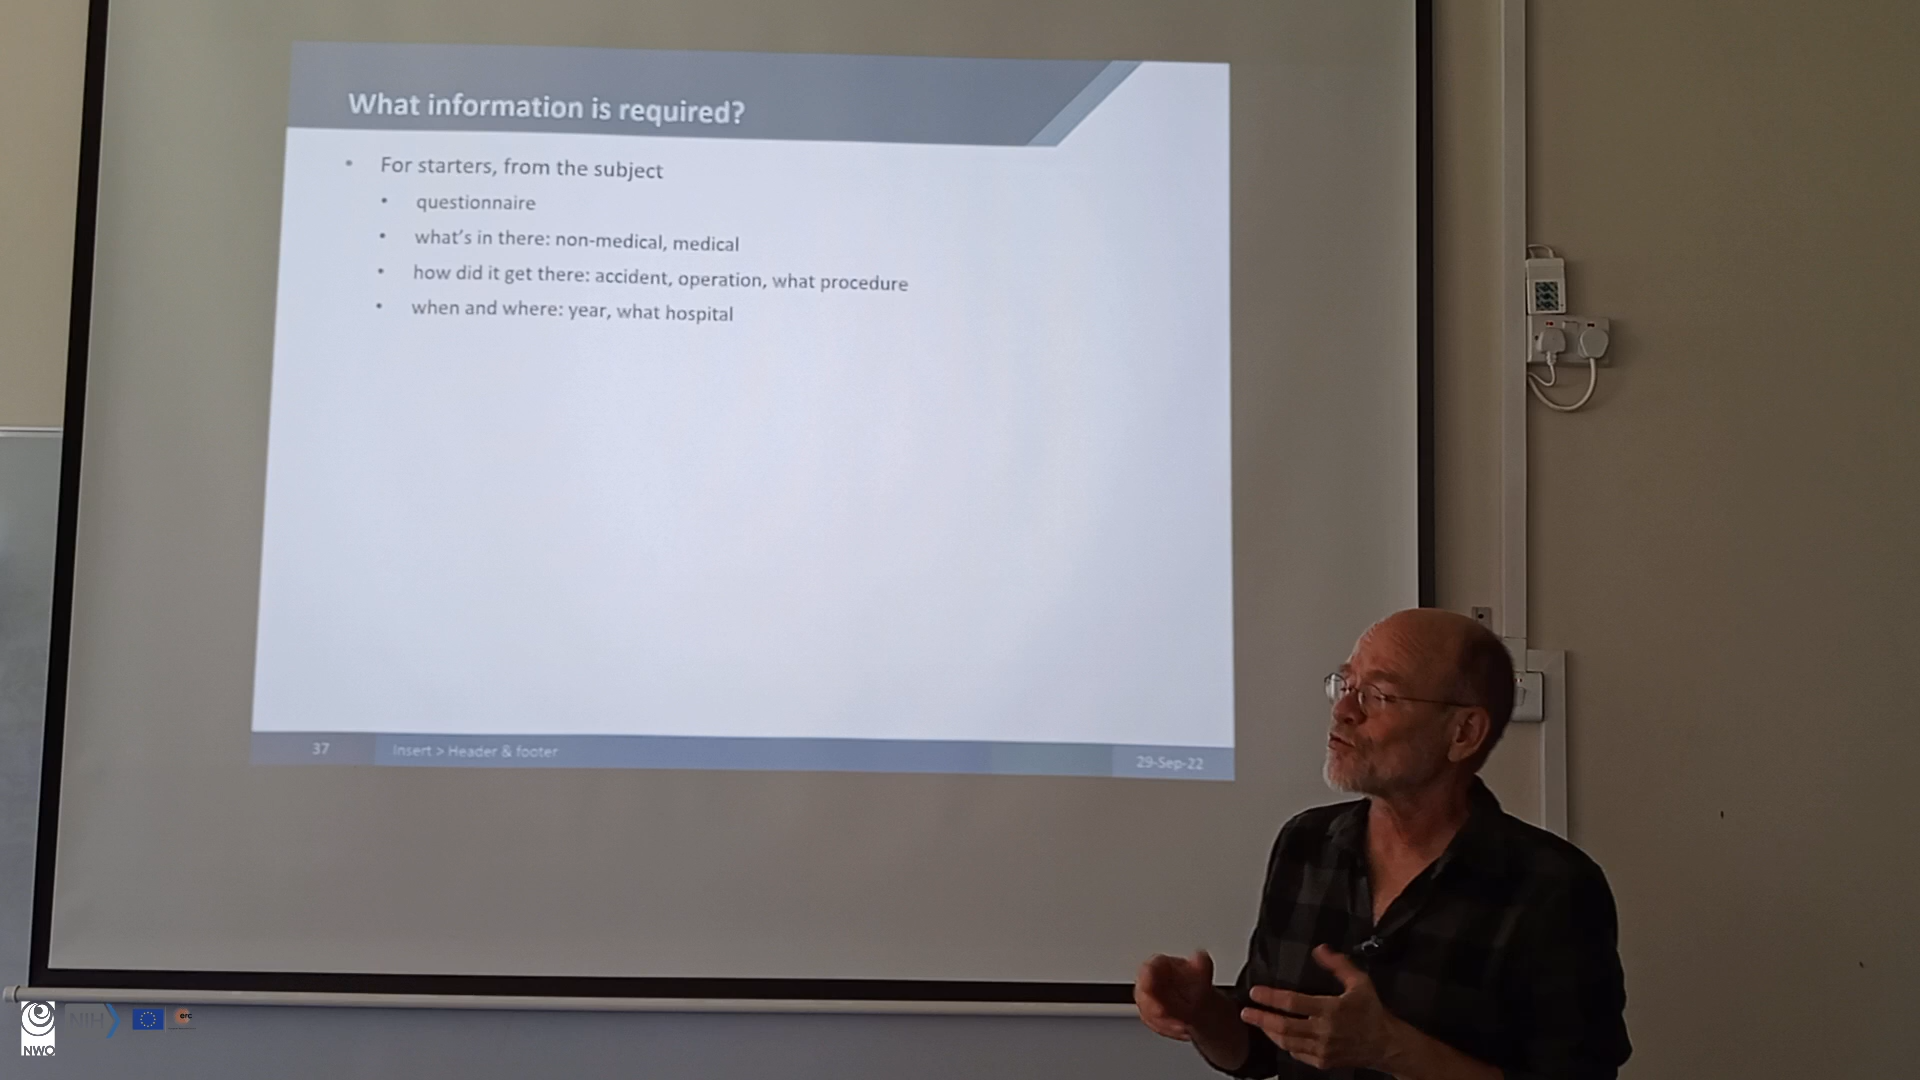 What information is required?
• For starters, from the subject
• questionnaire
• what's in there: non-medical, medical
• how did it get there: accident, operation, what procedure
• when and where: year, what hospital
37
Insert > Header & footer
29-Sep-22
NWO
NIH
erc